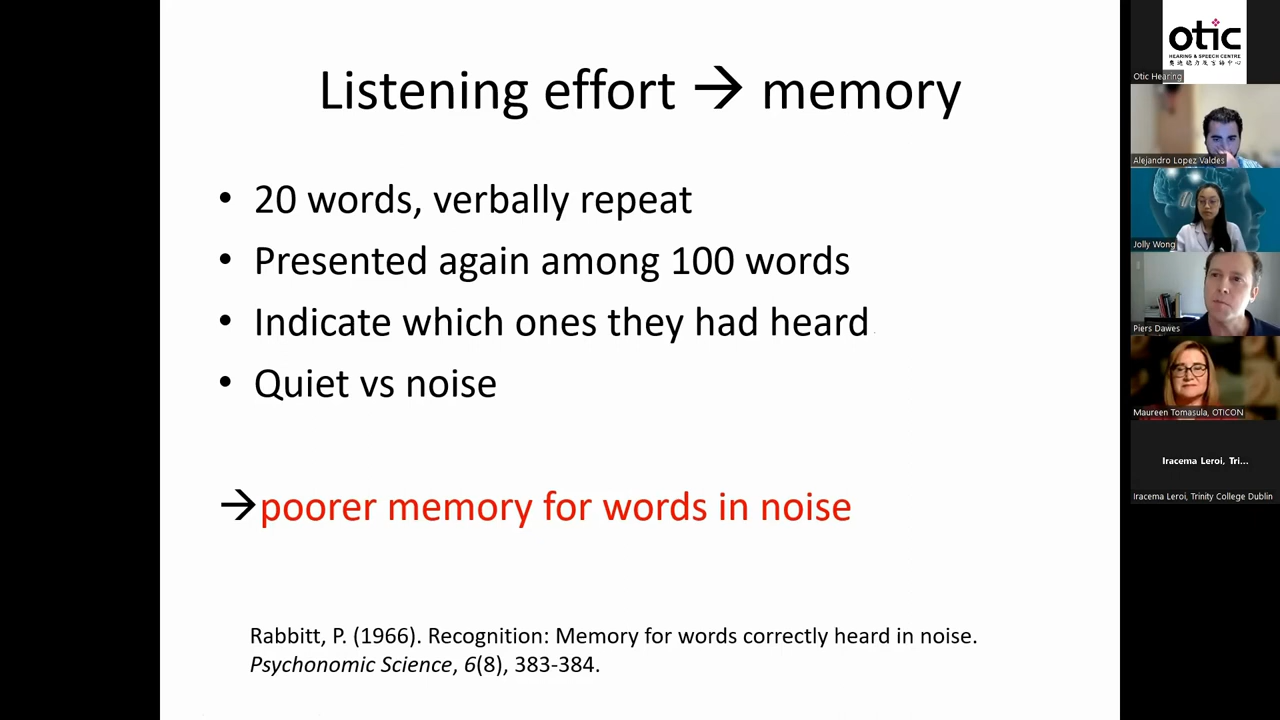 Listening effort → memory
• 20 words, verbally repeat
• Presented again among 100 words
• Indicate which ones they had heard
• Quiet vs noise
→poorer memory for words in noise
Rabbitt, P. (1966). Recognition: Memory for words correctly heard in noise.
Psychonomic Science, 6(8), 383-384.
otic
HEARING & SPEECH CENTRE
Otic Hearing
Alejandro Lopez Valdes
Jolly Wong
Piers Dawes
Maureen Tomasula, OTICON
Iracema Leroi, Tri...
Iracema Leroi, Trinity College Dublin